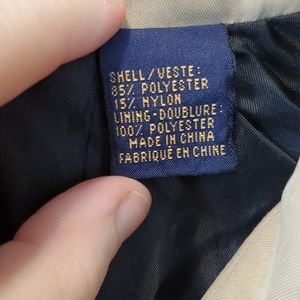 SHELL/VESTE:
85% POLYESTER
15% NYLON
LINING-DOUBLURE:
100% POLYESTER
MADE IN CHINA
FABRIQUÉ EN CHINE